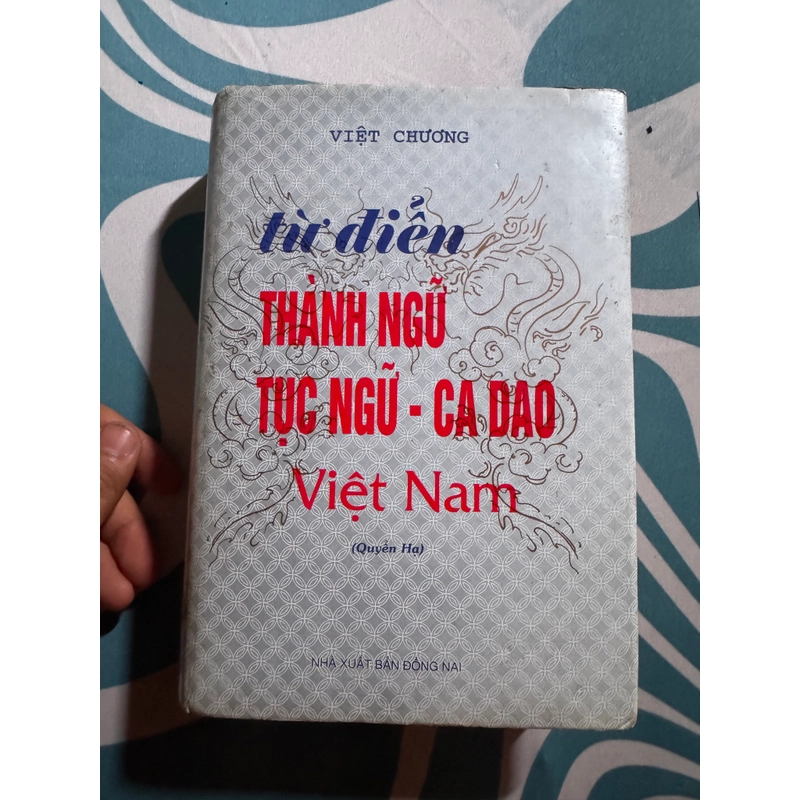 VIỆT CHƯƠNG
từ điển
THÀNH NGỮ
TỤC NGỮ - CA DAO
Việt Nam
(Quyển Hạ)
NHÀ XUẤT BẢN ĐỒNG NAI